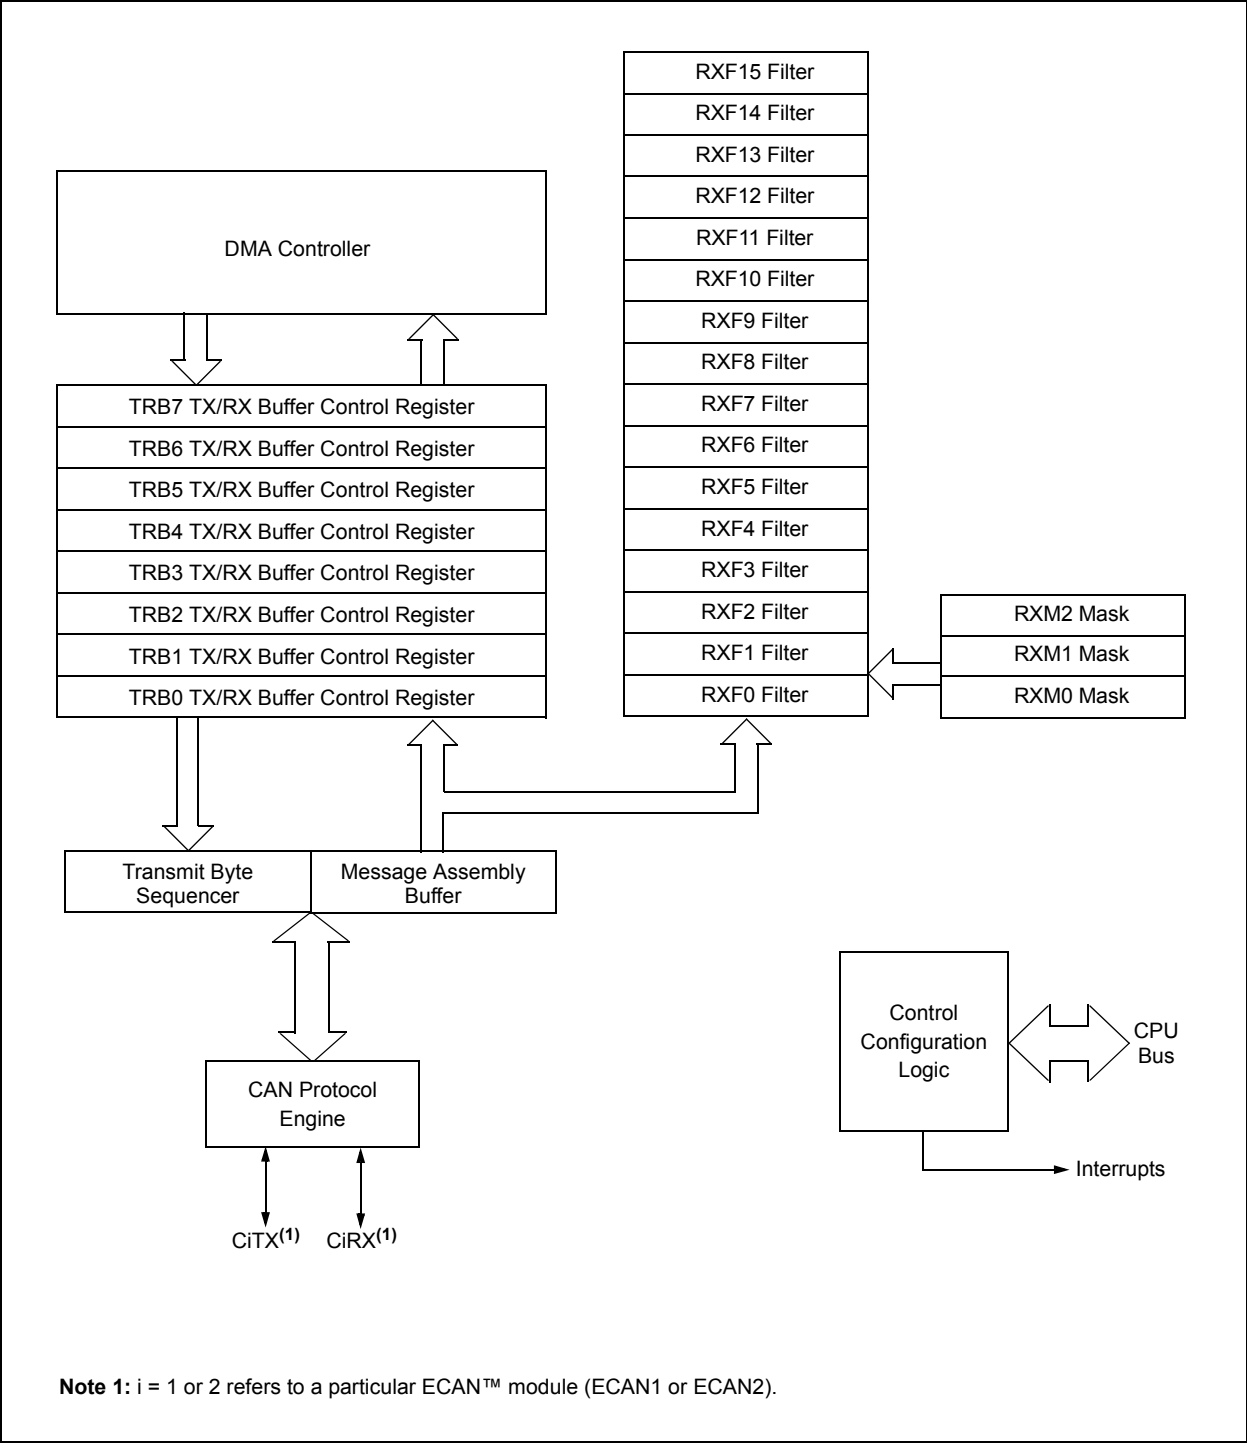 RXF15 Filter
RXF14 Filter
RXF13 Filter
RXF12 Filter
RXF11 Filter
RXF10 Filter
RXF9 Filter
RXF8 Filter
RXF7 Filter
RXF6 Filter
RXF5 Filter
RXF4 Filter
RXF3 Filter
RXF2 Filter
RXF1 Filter
RXF0 Filter
DMA Controller
TRB7 TX/RX Buffer Control Register
TRB6 TX/RX Buffer Control Register
TRB5 TX/RX Buffer Control Register
TRB4 TX/RX Buffer Control Register
TRB3 TX/RX Buffer Control Register
TRB2 TX/RX Buffer Control Register
TRB1 TX/RX Buffer Control Register
TRB0 TX/RX Buffer Control Register
RXM2 Mask
RXM1 Mask
RXM0 Mask
Transmit Byte
Sequencer
Message Assembly
Buffer
CAN Protocol
Engine
CiTX(1)
CiRX(1)
Control
Configuration
Logic
CPU
Bus
Interrupts
Note 1: i = 1 or 2 refers to a particular ECAN™ module (ECAN1 or ECAN2).